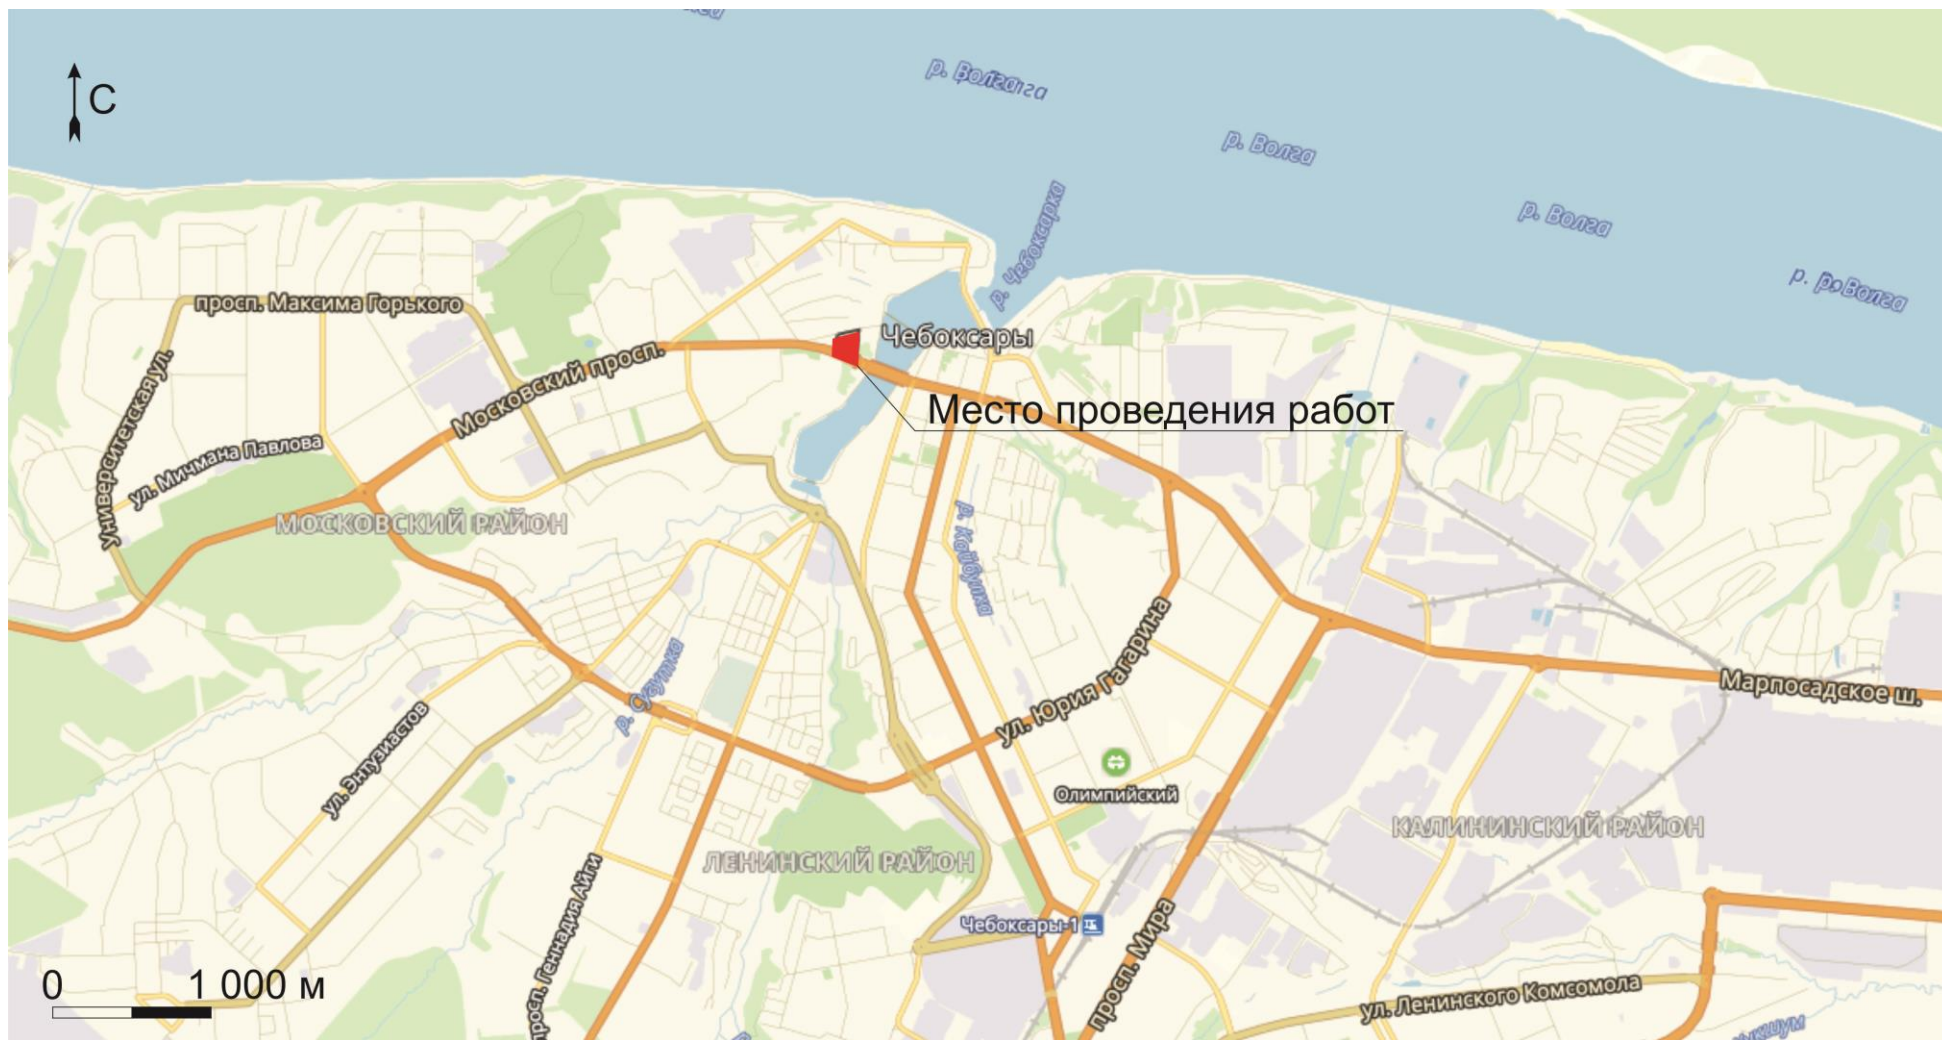 р. Волга
С
р. Волга
р. Волга
р. Чебоксарка
р. Волга
р. Волга
просп. Максима Горького
Чебоксары
Московский просп.
Университетская ул.
Место проведения работ
ул. Мичмана Павлова
МОСКОВСКИЙ РАЙОН
р. Кайбулка
ул. Юрия Гагарина
р. Сугутка
Марпосадское ш.
ул. Энтузиастов
Олимпийский
КАЛИНИНСКИЙ РАЙОН
ЛЕНИНСКИЙ РАЙОН
просп. Геннадия Айги
Чебоксары-1
просп. Мира
0 1 000 м
ул. Ленинского Комсомола